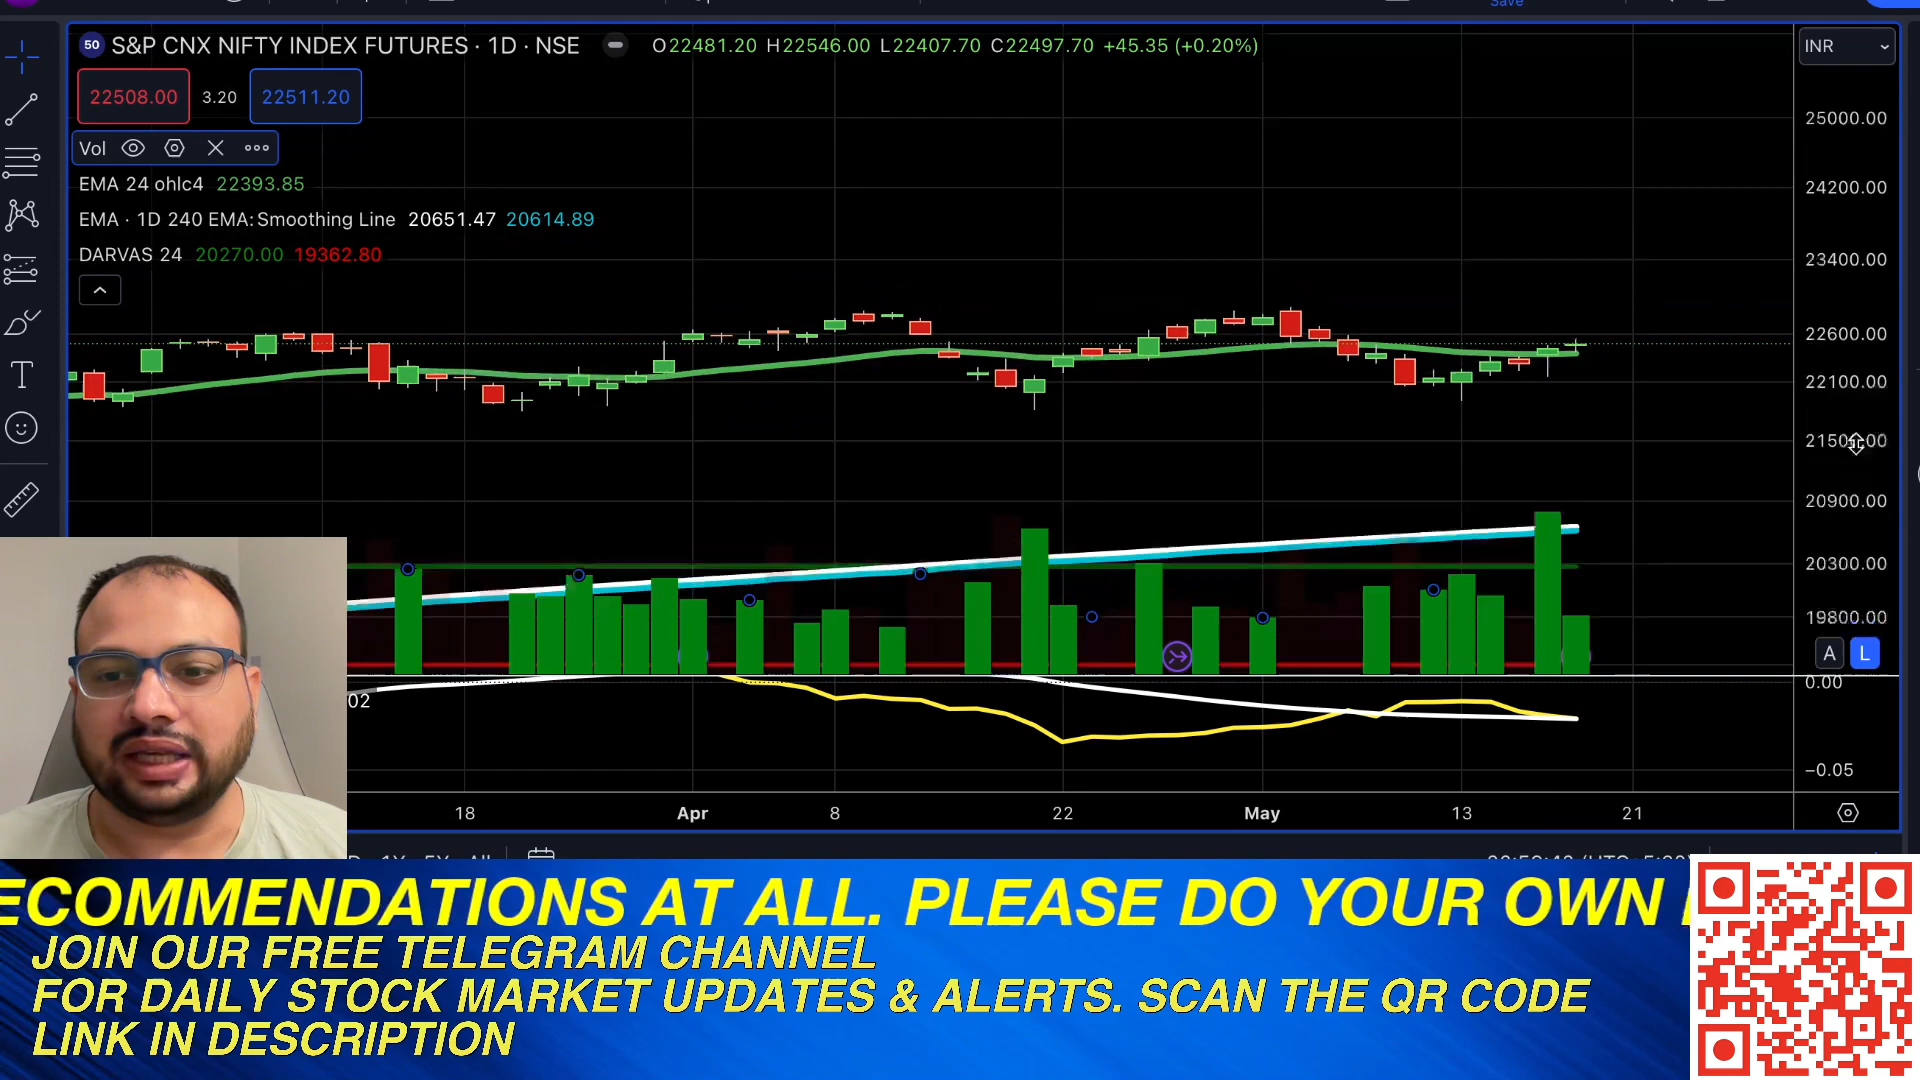 Save
50 S&P CNX NIFTY INDEX FUTURES · 1D · NSE O22481.20 H22546.00 L22407.70 C22497.70 +45.35 (+0.20%)
INR
22508.00 3.20 22511.20
Vol
EMA 24 ohlc4 22393.85
EMA · 1D 240 EMA:Smoothing Line 20651.47 20614.89
DARVAS 24 20270.00 19362.80
25000.00
24200.00
23400.00
22600.00
22100.00
20900.00
20300.00
19800.00
A L
0.00
02
−0.05
18 Apr 8 22 May 13 21
ECOMMENDATIONS AT ALL. PLEASE DO YOUR OWN
JOIN OUR FREE TELEGRAM CHANNEL
FOR DAILY STOCK MARKET UPDATES & ALERTS. SCAN THE QR CODE
LINK IN DESCRIPTION